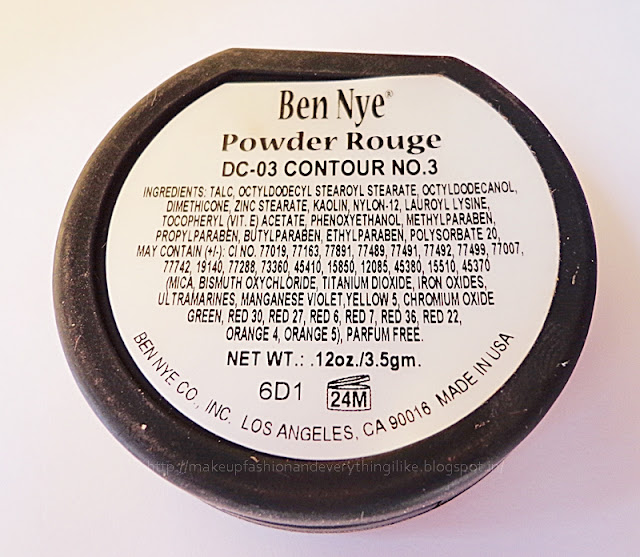 Ben Nye®
Powder Rouge
DC-03 CONTOUR NO.3
INGREDIENTS: TALC, OCTYLDODECYL STEAROYL STEARATE, OCTYLDODECANOL,
DIMETHICONE, ZINC STEARATE, KAOLIN, NYLON-12, LAUROYL LYSINE,
TOCOPHERYL (VIT. E) ACETATE, PHENOXYETHANOL, METHYLPARABEN,
PROPYLPARABEN, BUTYLPARABEN, ETHYLPARABEN, POLYSORBATE 20,
MAY CONTAIN (+/-): CI NO. 77019, 77163, 77891, 77489, 77491, 77492, 77499, 77007,
77742, 19140, 77288, 73360, 45410, 15850, 12085, 45380, 15510, 45370
(MICA, BISMUTH OXYCHLORIDE, TITANIUM DIOXIDE, IRON OXIDES,
ULTRAMARINES, MANGANESE VIOLET,YELLOW 5, CHROMIUM OXIDE
GREEN, RED 30, RED 27, RED 6, RED 7, RED 36, RED 22,
ORANGE 4, ORANGE 5), PARFUM FREE.
NET WT.: .12oz./3.5gm.
6D1 24M
BEN NYE CO., INC. LOS ANGELES, CA 90016 MADE IN USA
http://makeupfashionandeverythingilike.blogspot.in/